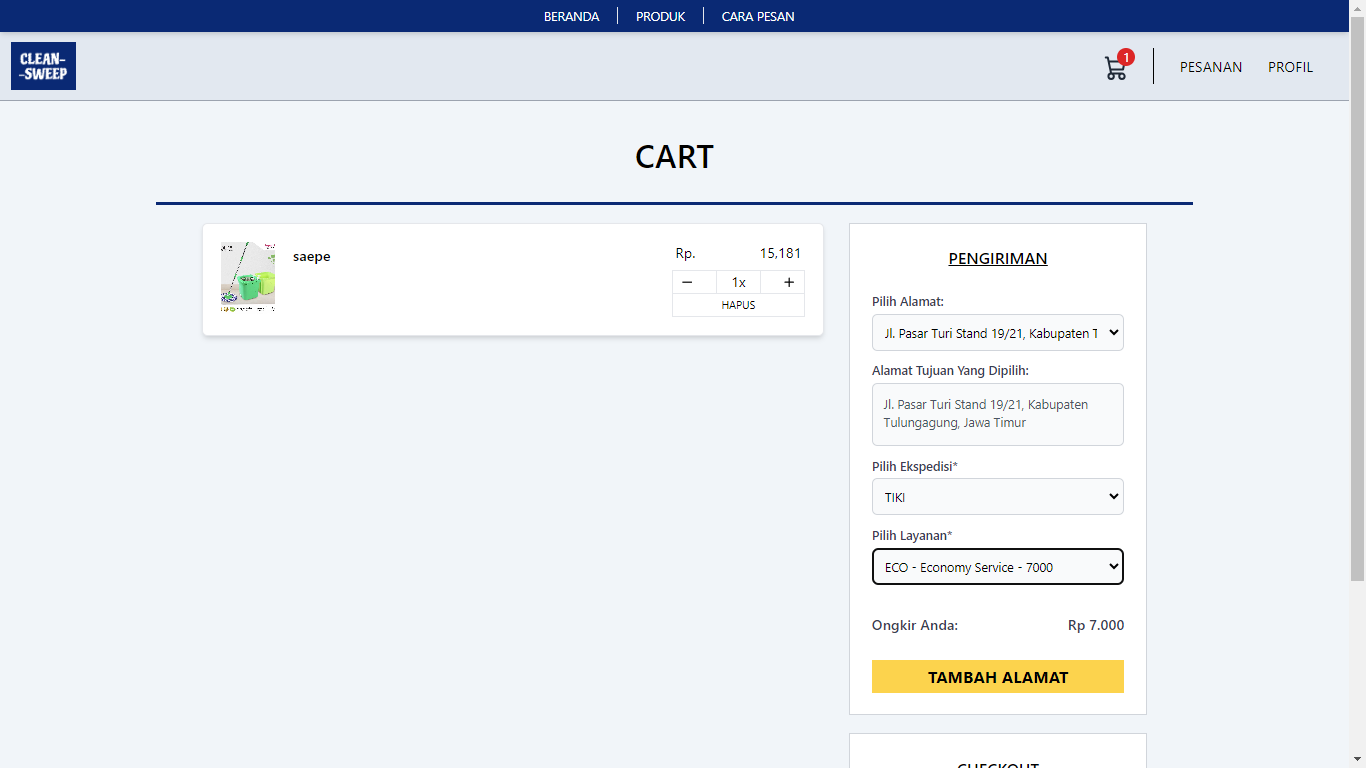 BERANDA
PRODUK
CARA PESAN
CLEAN-
-SWEEP
1
PESANAN
PROFIL
CART
saepe
Rp. 15,181
− 1x +
HAPUS
PENGIRIMAN
Pilih Alamat:
Jl. Pasar Turi Stand 19/21, Kabupaten T
Alamat Tujuan Yang Dipilih:
Jl. Pasar Turi Stand 19/21, Kabupaten
Tulungagung, Jawa Timur
Pilih Ekspedisi*
TIKI
Pilih Layanan*
ECO - Economy Service - 7000
Ongkir Anda: Rp 7.000
TAMBAH ALAMAT
CHECKOUT